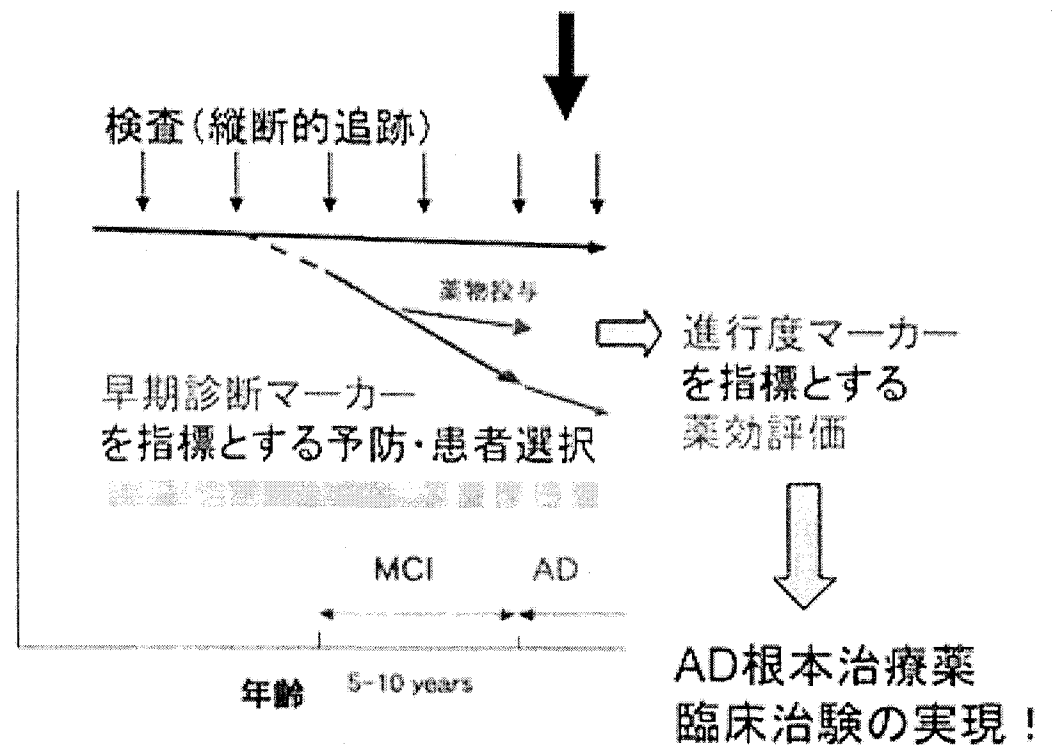 検査(縦断的追跡)
薬物投与
進行度マーカー
を指標とする
薬効評価
早期診断マーカー
を指標とする予防・患者選択
MCI
AD
年齢
5-10 years
AD根本治療薬
臨床治験の実現!